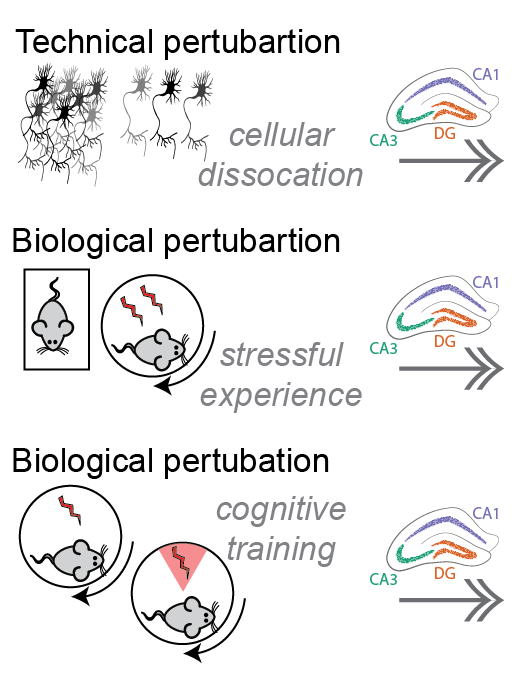 Technical pertubartion
cellular
dissocation
CA1
CA3
DG
Biological pertubartion
stressful
experience
CA1
CA3
DG
Biological pertubation
cognitive
training
CA1
CA3
DG